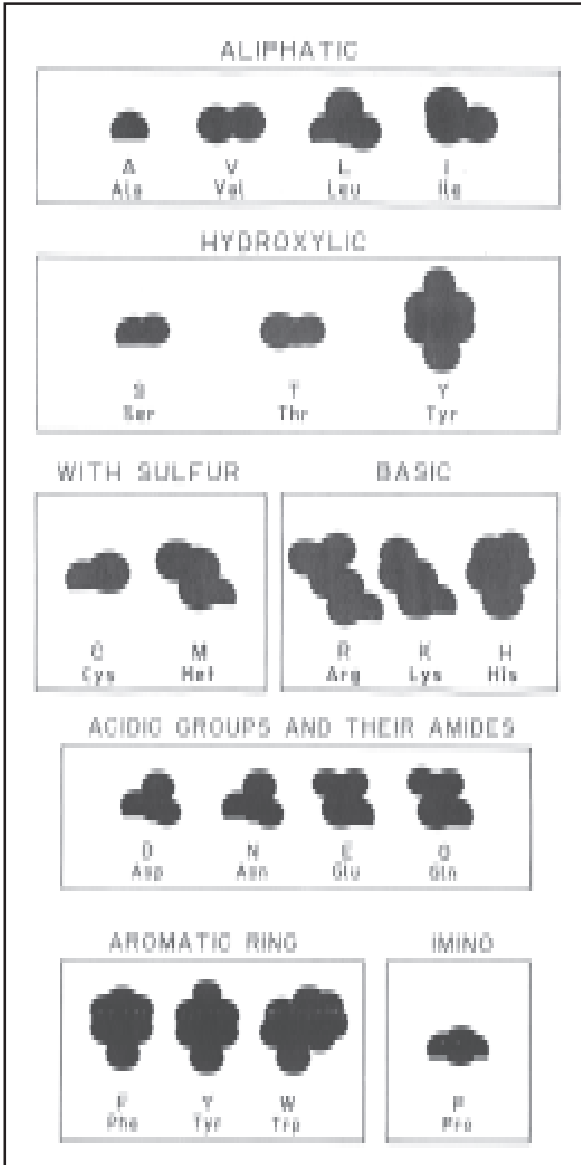 ALIPHATIC
A V L I
Ala Val Leu Ile
HYDROXYLIC
S T Y
Ser Thr Tyr
WITH SULFUR BASIC
C M R K H
Cys Met Arg Lys His
ACIDIC GROUPS AND THEIR AMIDES
D N E Q
Asp Asn Glu Gln
AROMATIC RING IMINO
F Y W P
Phe Tyr Trp Pro